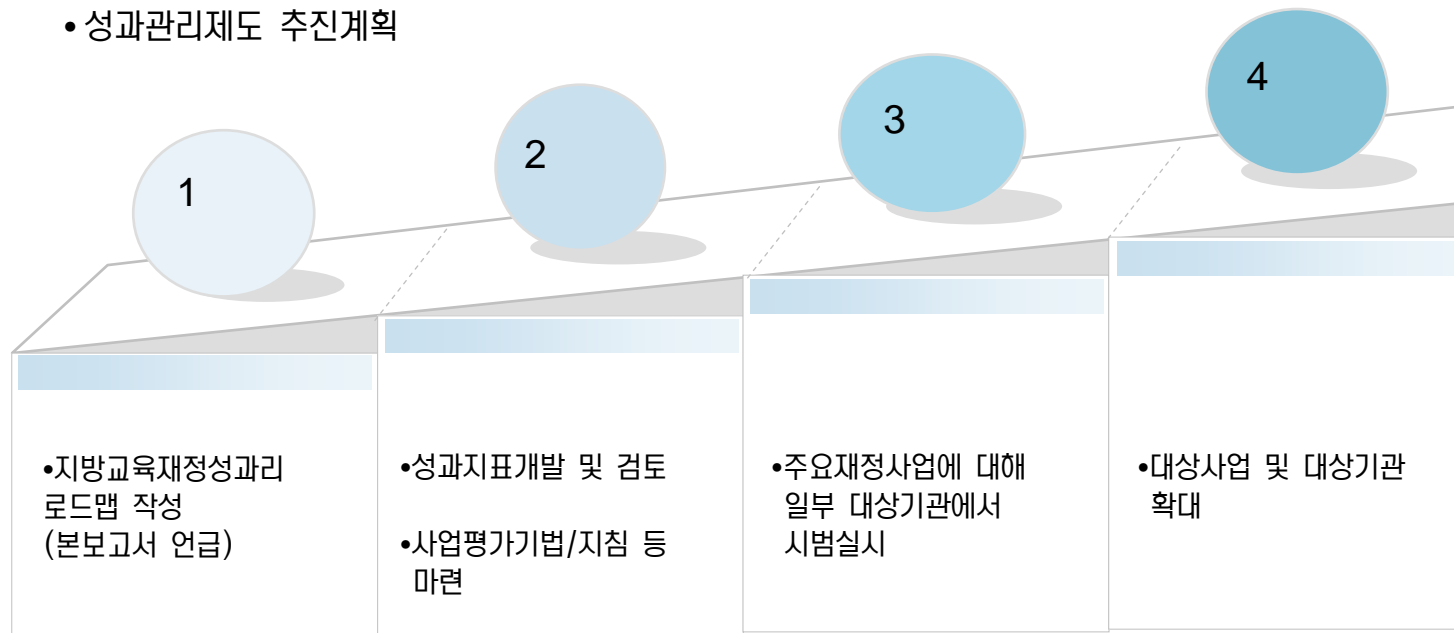 •성과관리제도 추진계획
1
2
3
4
•지방교육재정성과리
로드맵 작성
(본보고서 언급)
•성과지표개발 및 검토
•사업평가기법/지침 등
마련
•주요재정사업에 대해
일부 대상기관에서
시범실시
•대상사업 및 대상기관
확대